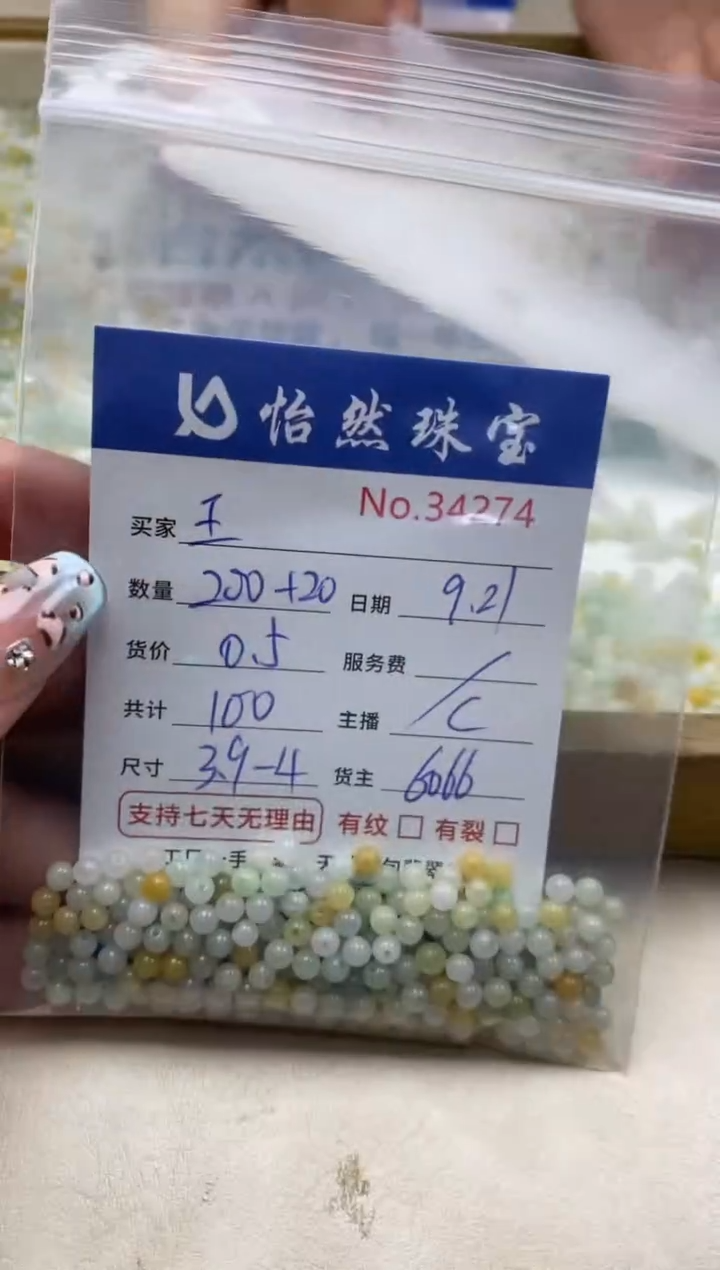 怡然珠宝
No.34274
买家 王
数量 200+20 日期 9.21
货价 0.5 服务费 /
共计 100 主播 C
尺寸 3.9-4 货主 6066
支持七天无理由 有纹 □ 有裂 □